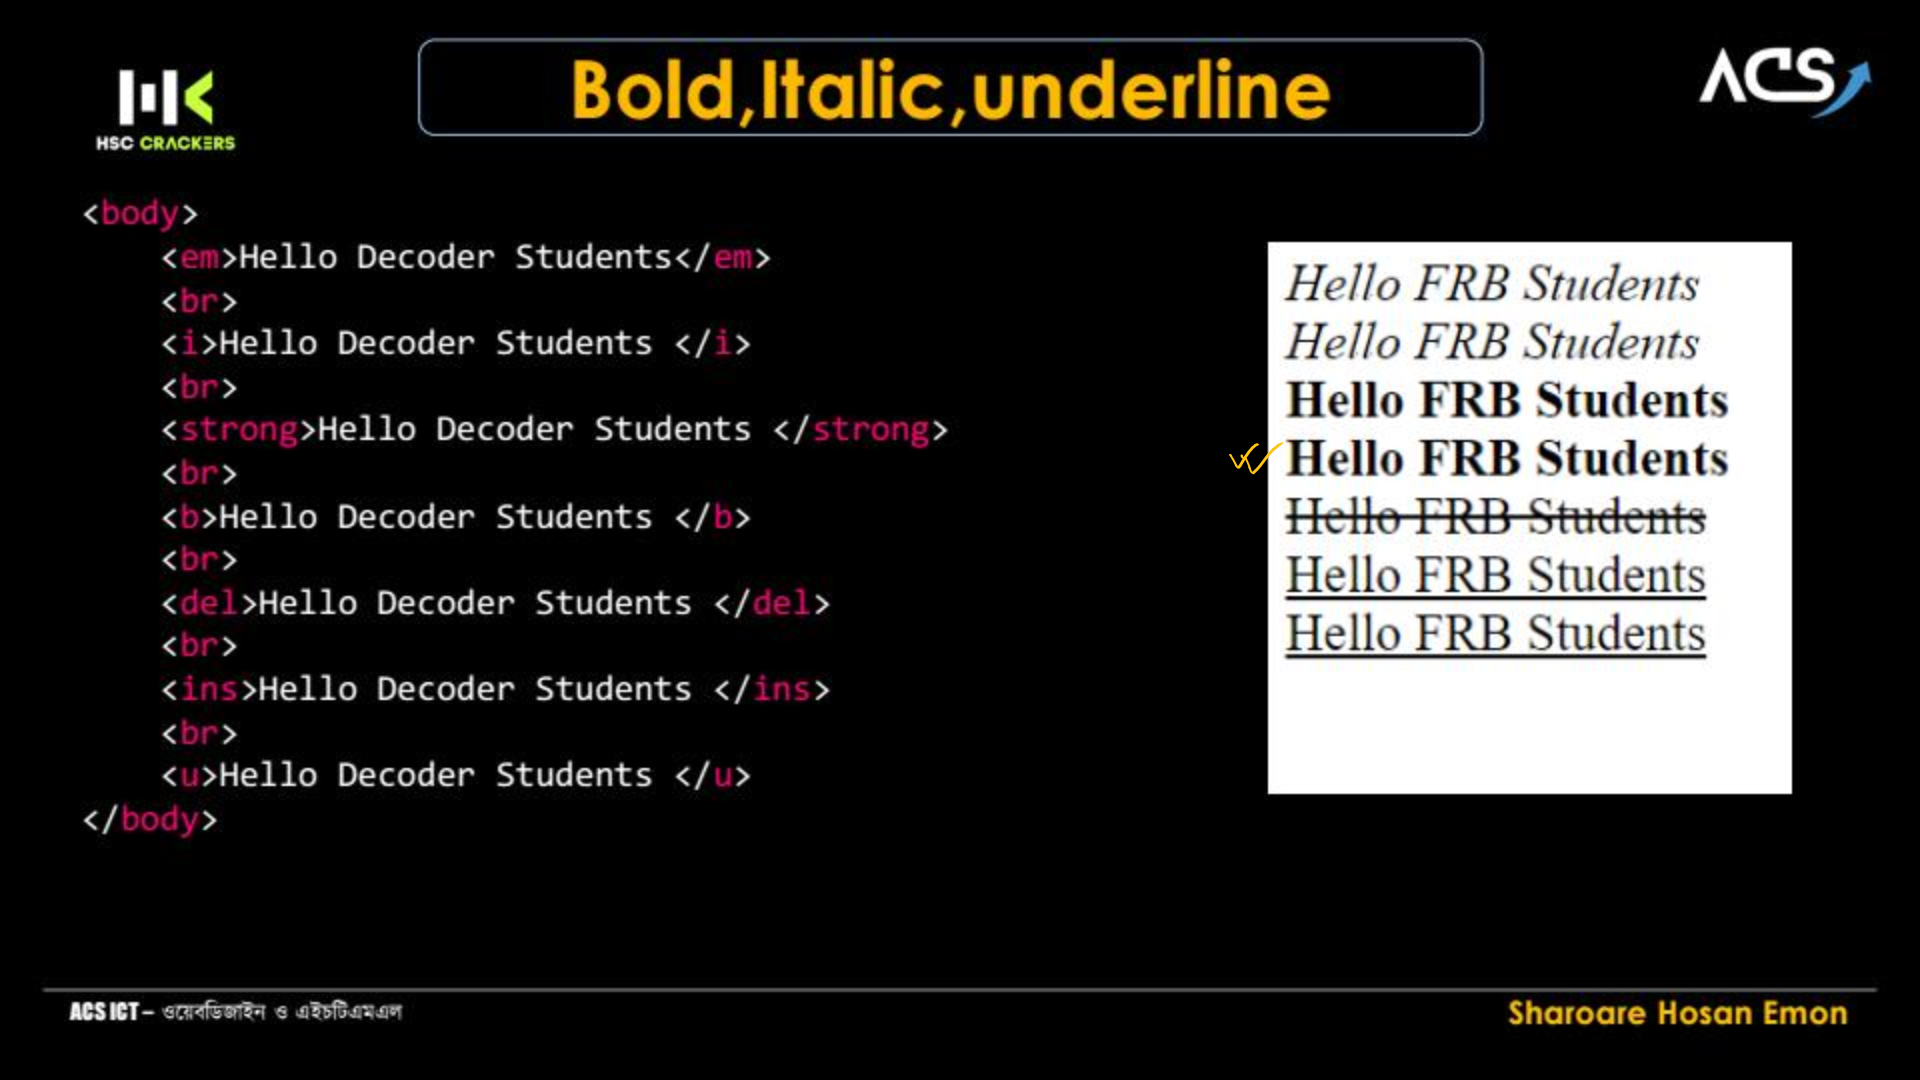 HSC CRACKERS
Bold,Italic,underline
ACS
<body>
<em>Hello Decoder Students</em>
<br>
<i>Hello Decoder Students </i>
<br>
<strong>Hello Decoder Students </strong>
<br>
<b>Hello Decoder Students </b>
<br>
<del>Hello Decoder Students </del>
<br>
<ins>Hello Decoder Students </ins>
<br>
<u>Hello Decoder Students </u>
</body>
Hello FRB Students
Hello FRB Students
Hello FRB Students
Hello FRB Students
Hello FRB Students
Hello FRB Students
Hello FRB Students
ACS ICT – ওয়েবডিজাইন ও এইচটিএমএল
Sharoare Hosan Emon